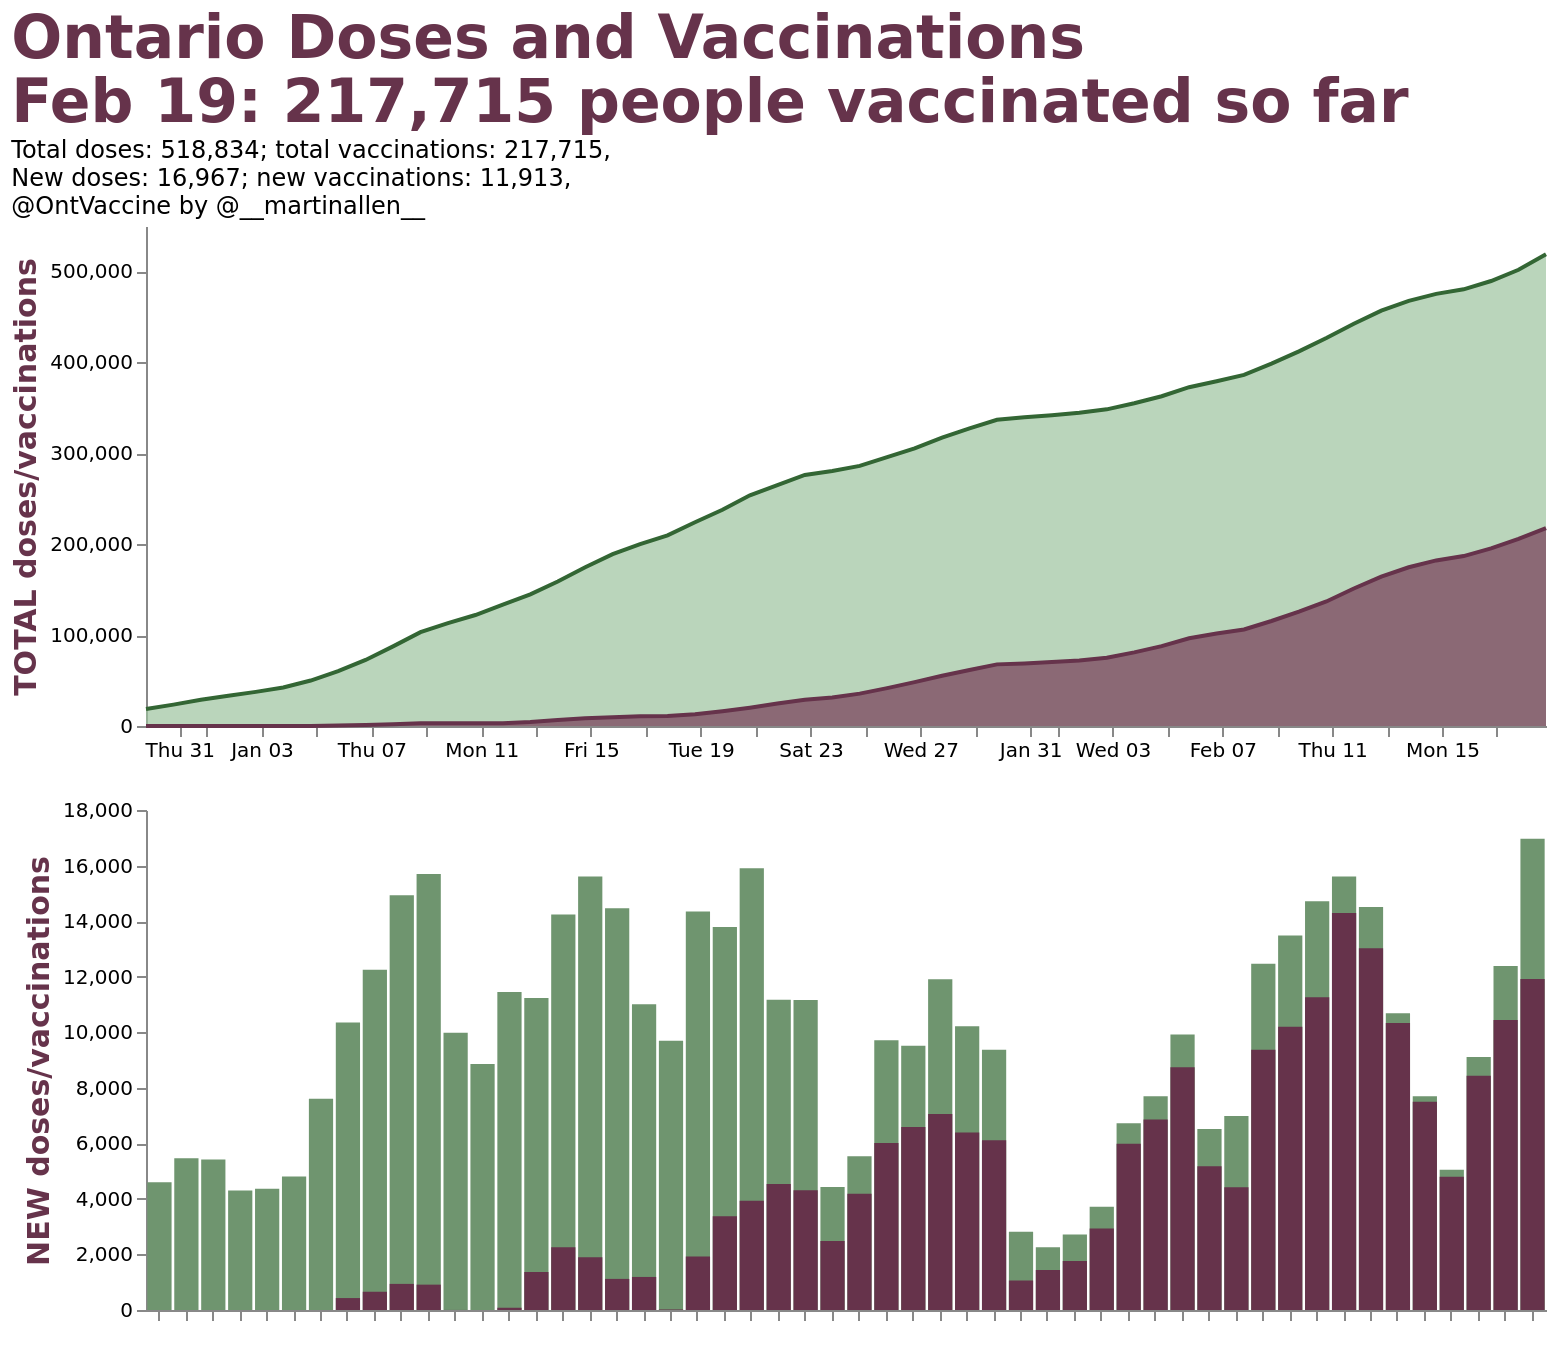 Ontario Doses and Vaccinations
Feb 19: 217,715 people vaccinated so far
Total doses: 518,834; total vaccinations: 217,715,
New doses: 16,967; new vaccinations: 11,913,
@OntVaccine by @__martinallen__
TOTAL doses/vaccinations
500,000
400,000
300,000
200,000
100,000
0
Thu 31 Jan 03 Thu 07 Mon 11 Fri 15 Tue 19 Sat 23 Wed 27 Jan 31 Wed 03 Feb 07 Thu 11 Mon 15
NEW doses/vaccinations
18,000
16,000
14,000
12,000
10,000
8,000
6,000
4,000
2,000
0